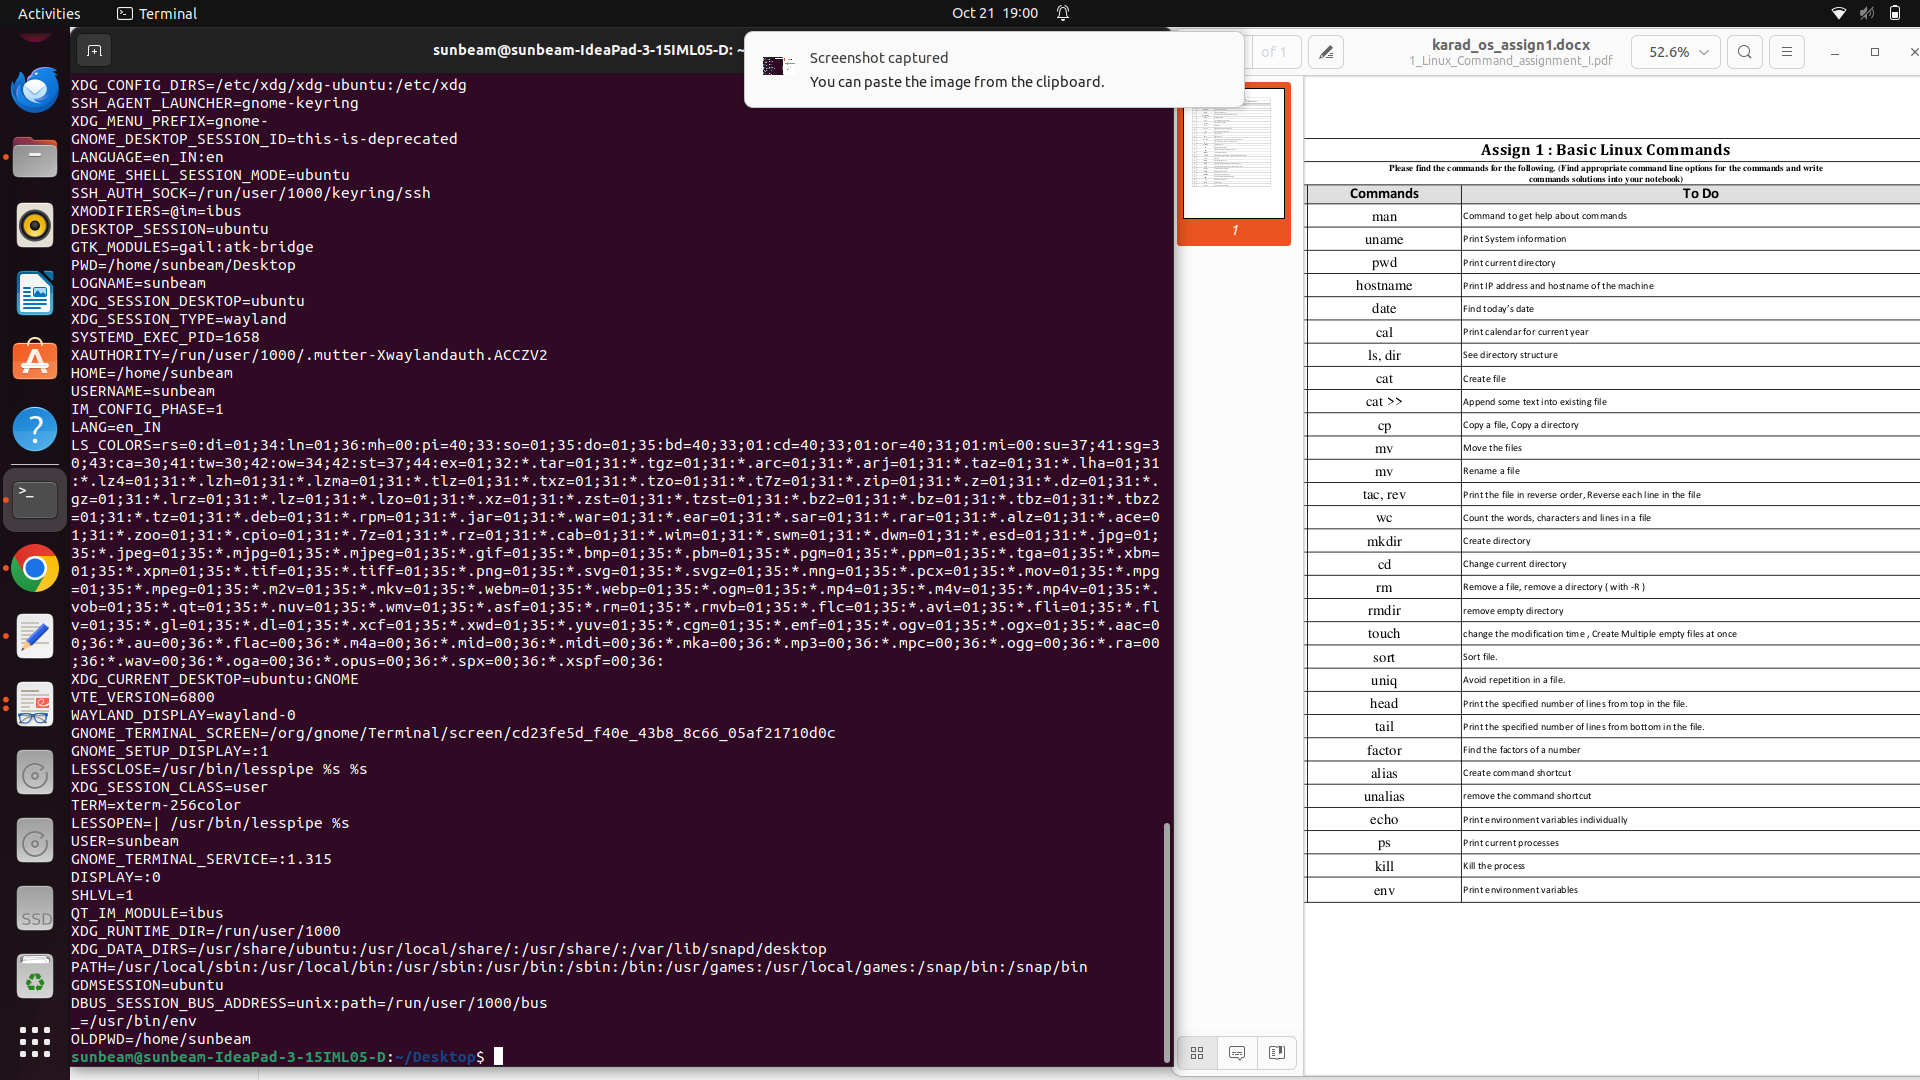 Activities
Terminal
Oct 21 19:00
sunbeam@sunbeam-IdeaPad-3-15IML05-D: ~
XDG_CONFIG_DIRS=/etc/xdg/xdg-ubuntu:/etc/xdg
SSH_AGENT_LAUNCHER=gnome-keyring
XDG_MENU_PREFIX=gnome-
GNOME_DESKTOP_SESSION_ID=this-is-deprecated
LANGUAGE=en_IN:en
GNOME_SHELL_SESSION_MODE=ubuntu
SSH_AUTH_SOCK=/run/user/1000/keyring/ssh
XMODIFIERS=@im=ibus
DESKTOP_SESSION=ubuntu
GTK_MODULES=gail:atk-bridge
PWD=/home/sunbeam/Desktop
LOGNAME=sunbeam
XDG_SESSION_DESKTOP=ubuntu
XDG_SESSION_TYPE=wayland
SYSTEMD_EXEC_PID=1658
XAUTHORITY=/run/user/1000/.mutter-Xwaylandauth.ACCZV2
HOME=/home/sunbeam
USERNAME=sunbeam
IM_CONFIG_PHASE=1
LANG=en_IN
LS_COLORS=rs=0:di=01;34:ln=01;36:mh=00:pi=40;33:so=01;35:do=01;35:bd=40;33;01:cd=40;33;01:or=40;31;01:mi=00:su=37;41:sg=3
0;43:ca=30;41:tw=30;42:ow=34;42:st=37;44:ex=01;32:*.tar=01;31:*.tgz=01;31:*.arc=01;31:*.arj=01;31:*.taz=01;31:*.lha=01;31
:*.lz4=01;31:*.lzh=01;31:*.lzma=01;31:*.tlz=01;31:*.txz=01;31:*.tzo=01;31:*.t7z=01;31:*.zip=01;31:*.z=01;31:*.dz=01;31:*.
gz=01;31:*.lrz=01;31:*.lz=01;31:*.lzo=01;31:*.xz=01;31:*.zst=01;31:*.tzst=01;31:*.bz2=01;31:*.bz=01;31:*.tbz=01;31:*.tbz2
=01;31:*.tz=01;31:*.deb=01;31:*.rpm=01;31:*.jar=01;31:*.war=01;31:*.ear=01;31:*.sar=01;31:*.rar=01;31:*.alz=01;31:*.ace=0
1;31:*.zoo=01;31:*.cpio=01;31:*.7z=01;31:*.rz=01;31:*.cab=01;31:*.wim=01;31:*.swm=01;31:*.dwm=01;31:*.esd=01;31:*.jpg=01;
35:*.jpeg=01;35:*.mjpg=01;35:*.mjpeg=01;35:*.gif=01;35:*.bmp=01;35:*.pbm=01;35:*.pgm=01;35:*.ppm=01;35:*.tga=01;35:*.xbm=
01;35:*.xpm=01;35:*.tif=01;35:*.tiff=01;35:*.png=01;35:*.svg=01;35:*.svgz=01;35:*.mng=01;35:*.pcx=01;35:*.mov=01;35:*.mpg
=01;35:*.mpeg=01;35:*.m2v=01;35:*.mkv=01;35:*.webm=01;35:*.webp=01;35:*.ogm=01;35:*.mp4=01;35:*.m4v=01;35:*.mp4v=01;35:*.
vob=01;35:*.qt=01;35:*.nuv=01;35:*.wmv=01;35:*.asf=01;35:*.rm=01;35:*.rmvb=01;35:*.flc=01;35:*.avi=01;35:*.fli=01;35:*.fl
v=01;35:*.gl=01;35:*.dl=01;35:*.xcf=01;35:*.xwd=01;35:*.yuv=01;35:*.cgm=01;35:*.emf=01;35:*.ogv=01;35:*.ogx=01;35:*.aac=0
0;36:*.au=00;36:*.flac=00;36:*.m4a=00;36:*.mid=00;36:*.midi=00;36:*.mka=00;36:*.mp3=00;36:*.mpc=00;36:*.ogg=00;36:*.ra=00
;36:*.wav=00;36:*.oga=00;36:*.opus=00;36:*.spx=00;36:*.xspf=00;36:
XDG_CURRENT_DESKTOP=ubuntu:GNOME
VTE_VERSION=6800
WAYLAND_DISPLAY=wayland-0
GNOME_TERMINAL_SCREEN=/org/gnome/Terminal/screen/cd23fe5d_f40e_43b8_8c66_05af21710d0c
GNOME_SETUP_DISPLAY=:1
LESSCLOSE=/usr/bin/lesspipe %s %s
XDG_SESSION_CLASS=user
TERM=xterm-256color
LESSOPEN=| /usr/bin/lesspipe %s
USER=sunbeam
GNOME_TERMINAL_SERVICE=:1.315
DISPLAY=:0
SHLVL=1
QT_IM_MODULE=ibus
XDG_RUNTIME_DIR=/run/user/1000
XDG_DATA_DIRS=/usr/share/ubuntu:/usr/local/share/:/usr/share/:/var/lib/snapd/desktop
PATH=/usr/local/sbin:/usr/local/bin:/usr/sbin:/usr/bin:/sbin:/bin:/usr/games:/usr/local/games:/snap/bin:/snap/bin
GDMSESSION=ubuntu
DBUS_SESSION_BUS_ADDRESS=unix:path=/run/user/1000/bus
_=/usr/bin/env
OLDPWD=/home/sunbeam
sunbeam@sunbeam-IdeaPad-3-15IML05-D:~/Desktop$
SSD
Screenshot captured
You can paste the image from the clipboard.
of 1
karad_os_assign1.docx
1_Linux_Command_assignment_I.pdf
52.6%
1
Assign 1 : Basic Linux Commands
Please find the commands for the following. (Find appropriate command line options for the commands and write
commands solutions into your notebook)
Commands To Do
man Command to get help about commands
uname Print System information
pwd Print current directory
hostname Print IP address and hostname of the machine
date Find today's date
cal Print calendar for current year
ls, dir See directory structure
cat Create file
cat >> Append some text into existing file
cp Copy a file, Copy a directory
mv Move the files
mv Rename a file
tac, rev Print the file in reverse order, Reverse each line in the file
wc Count the words, characters and lines in a file
mkdir Create directory
cd Change current directory
rm Remove a file, remove a directory ( with -R )
rmdir remove empty directory
touch change the modification time , Create Multiple empty files at once
sort Sort file.
uniq Avoid repetition in a file.
head Print the specified number of lines from top in the file.
tail Print the specified number of lines from bottom in the file.
factor Find the factors of a number
alias Create command shortcut
unalias remove the command shortcut
echo Print environment variables individually
ps Print current processes
kill Kill the process
env Print environment variables